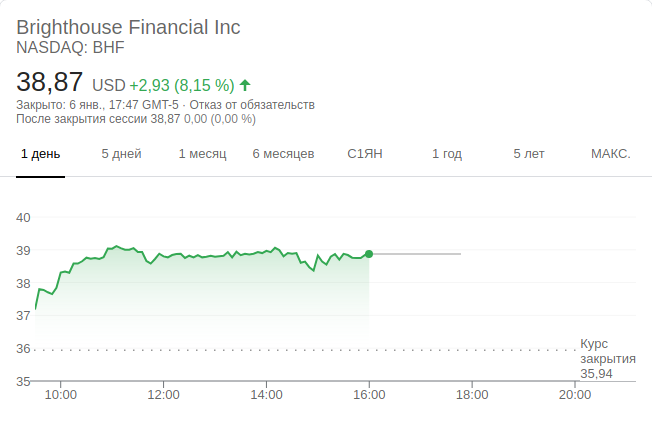 Brighthouse Financial Inc
NASDAQ: BHF
38,87 USD +2,93 (8,15 %)
Закрыто: 6 янв., 17:47 GMT-5 · Отказ от обязательств
После закрытия сессии 38,87 0,00 (0,00 %)
1 день 5 дней 1 месяц 6 месяцев С1ЯН 1 год 5 лет МАКС.
40
39
38
37
36
Курс
закрытия
35,94
35
10:00 12:00 14:00 16:00 18:00 20:00